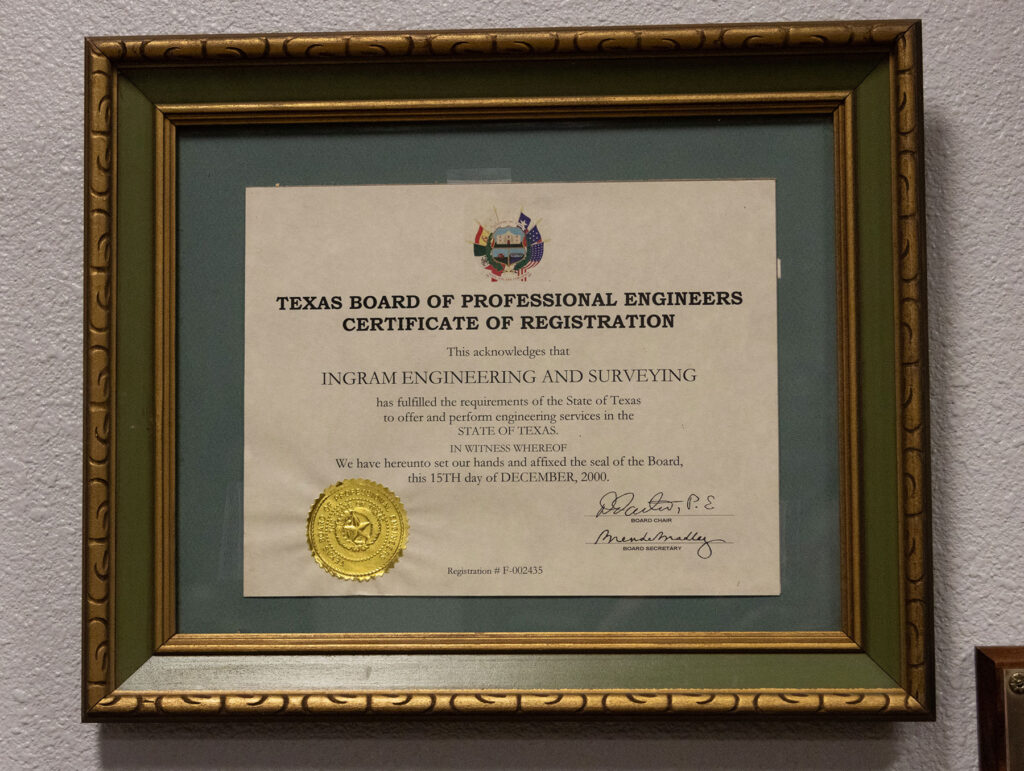 TEXAS BOARD OF PROFESSIONAL ENGINEERS
CERTIFICATE OF REGISTRATION
This acknowledges that
INGRAM ENGINEERING AND SURVEYING
has fulfilled the requirements of the State of Texas
to offer and perform engineering services in the
STATE OF TEXAS.
IN WITNESS WHEREOF
We have hereunto set our hands and affixed the seal of the Board,
this 15TH day of DECEMBER, 2000.
P.E
BOARD CHAIR
Brenda Bradley
BOARD SECRETARY
Registration # F-002435